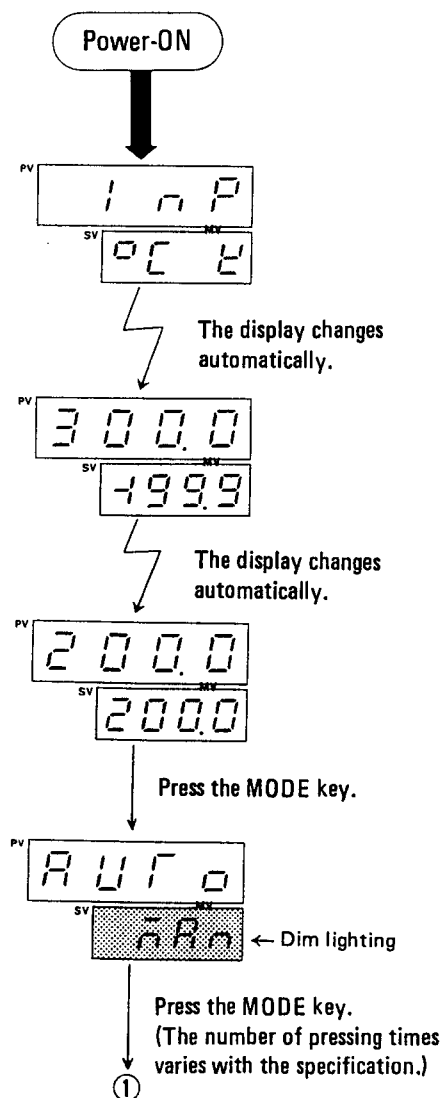 Power-ON
PV
InP
SV MV
°C K
The display changes
automatically.
PV
300.0
SV MV
-199.9
The display changes
automatically.
PV
200.0
SV MV
200.0
Press the MODE key.
PV
AUTo
SV MV
mAn
← Dim lighting
Press the MODE key.
(The number of pressing times
varies with the specification.)
①